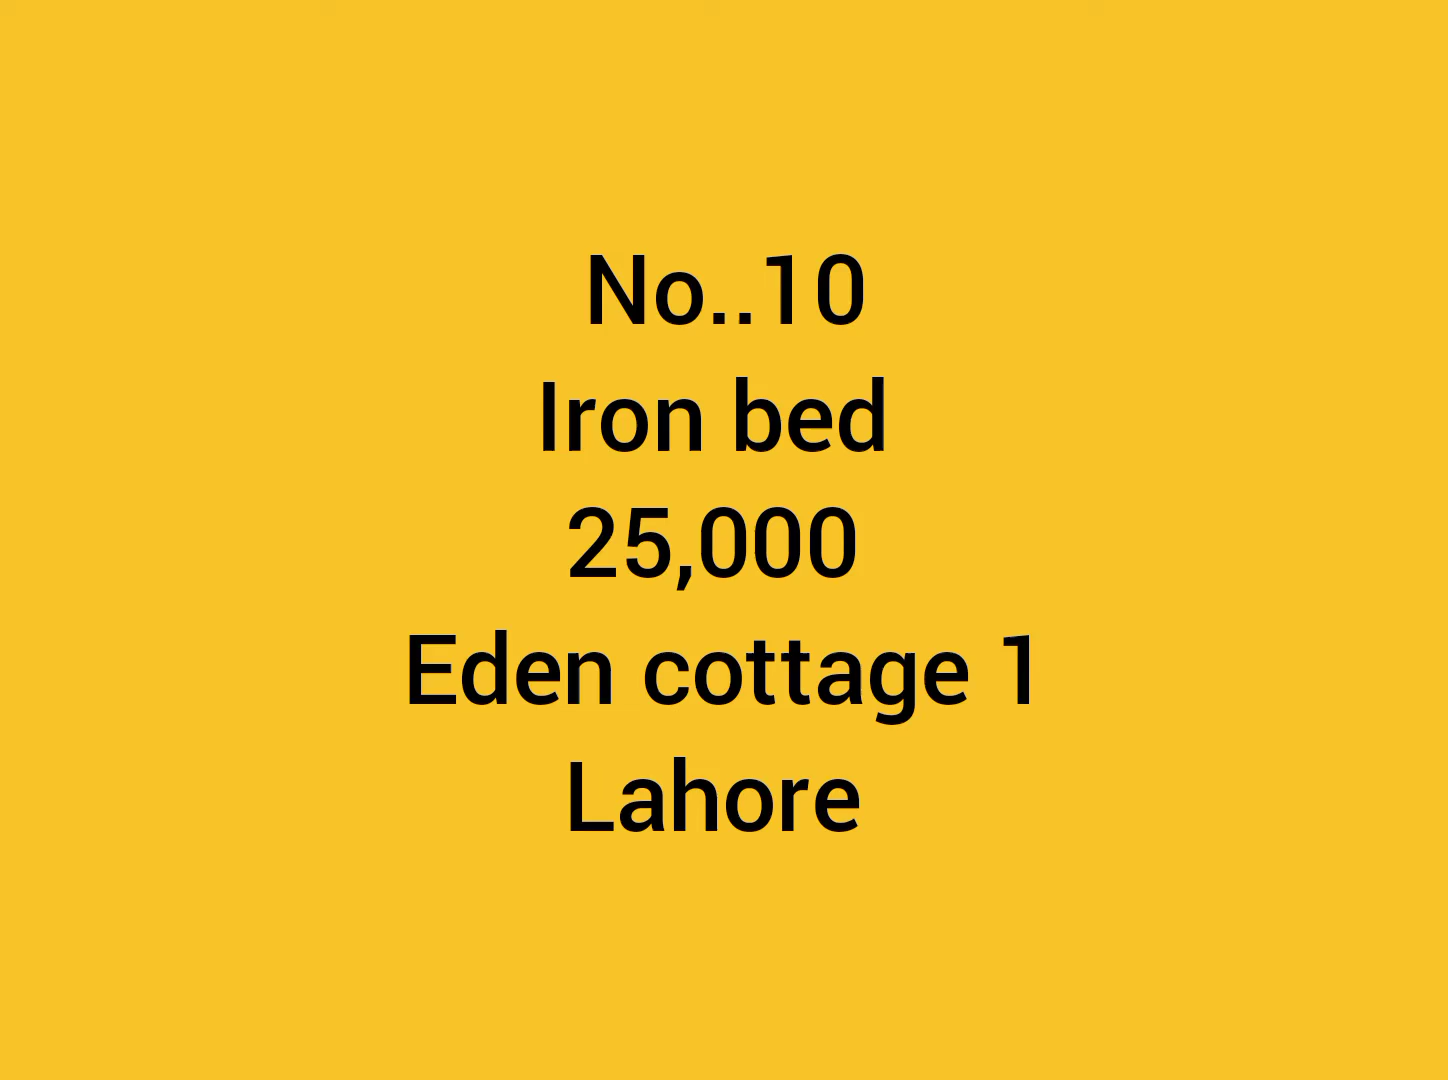 No..10
Iron bed
25,000
Eden cottage 1
Lahore